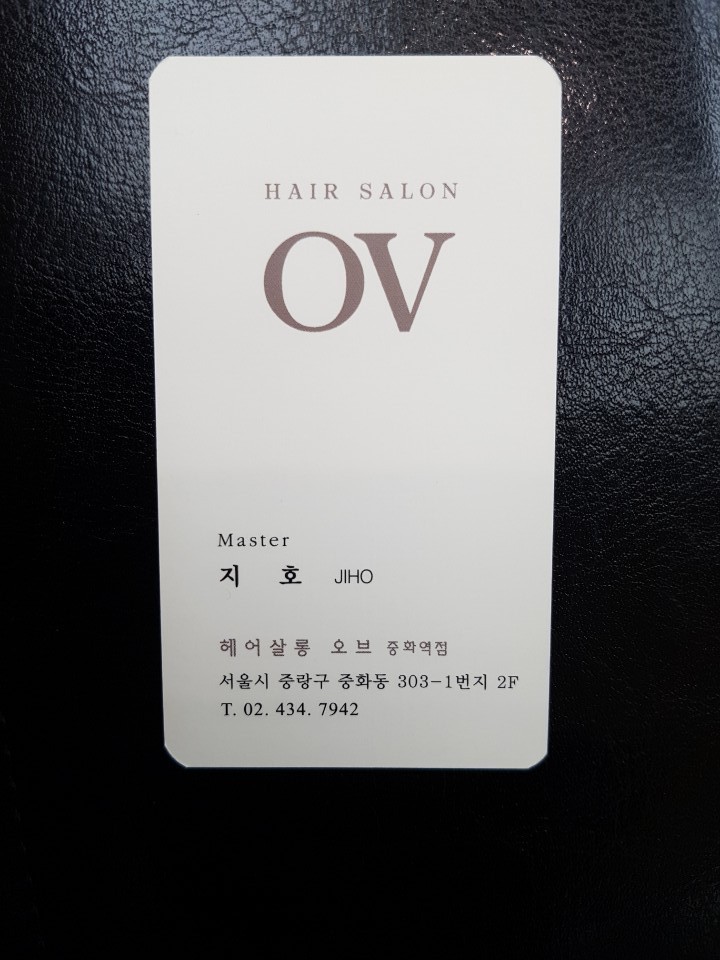 HAIR SALON
OV
Master
지 호 JIHO
헤어살롱 오브 중화역점
서울시 중랑구 중화동 303-1번지 2F
T. 02. 434. 7942